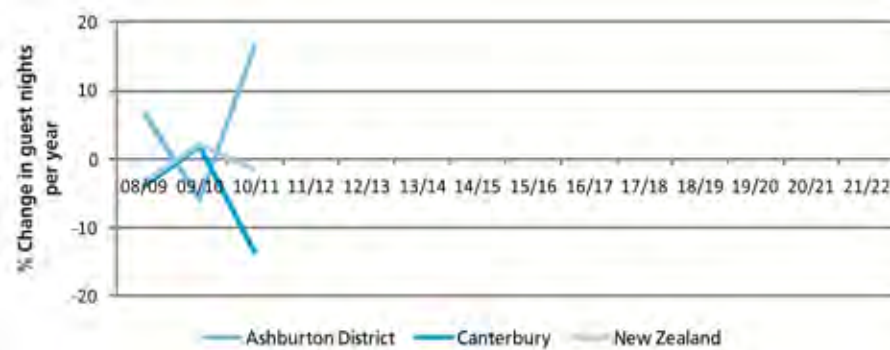 20
10
0
-10
-20
% Change in guest nights
per year
08/09 09/10 10/11 11/12 12/13 13/14 14/15 15/16 16/17 17/18 18/19 19/20 20/21 21/22
Ashburton District Canterbury New Zealand